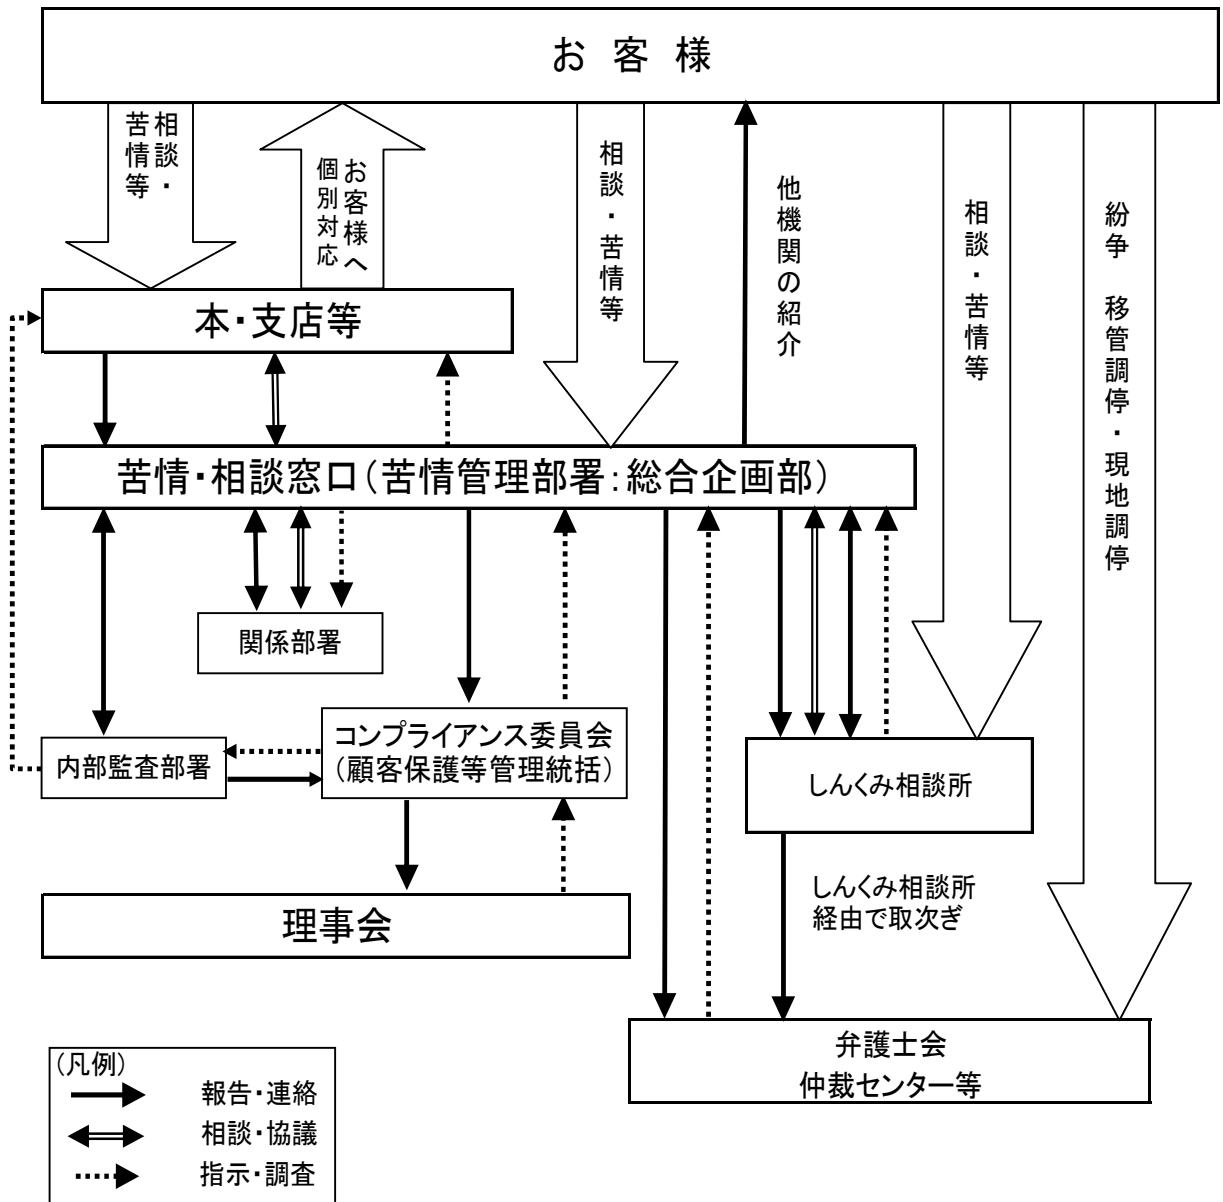 お 客 様
相談・
苦情等
お客様へ
個別対応
相談・苦情等
他機関の紹介
相談・苦情等
紛争 移管調停・現地調停
本・支店等
苦情・相談窓口(苦情管理部署:総合企画部)
関係部署
コンプライアンス委員会
(顧客保護等管理統括)
内部監査部署
しんくみ相談所
しんくみ相談所
経由で取次ぎ
理事会
弁護士会
仲裁センター等
(凡例)
報告・連絡
相談・協議
指示・調査